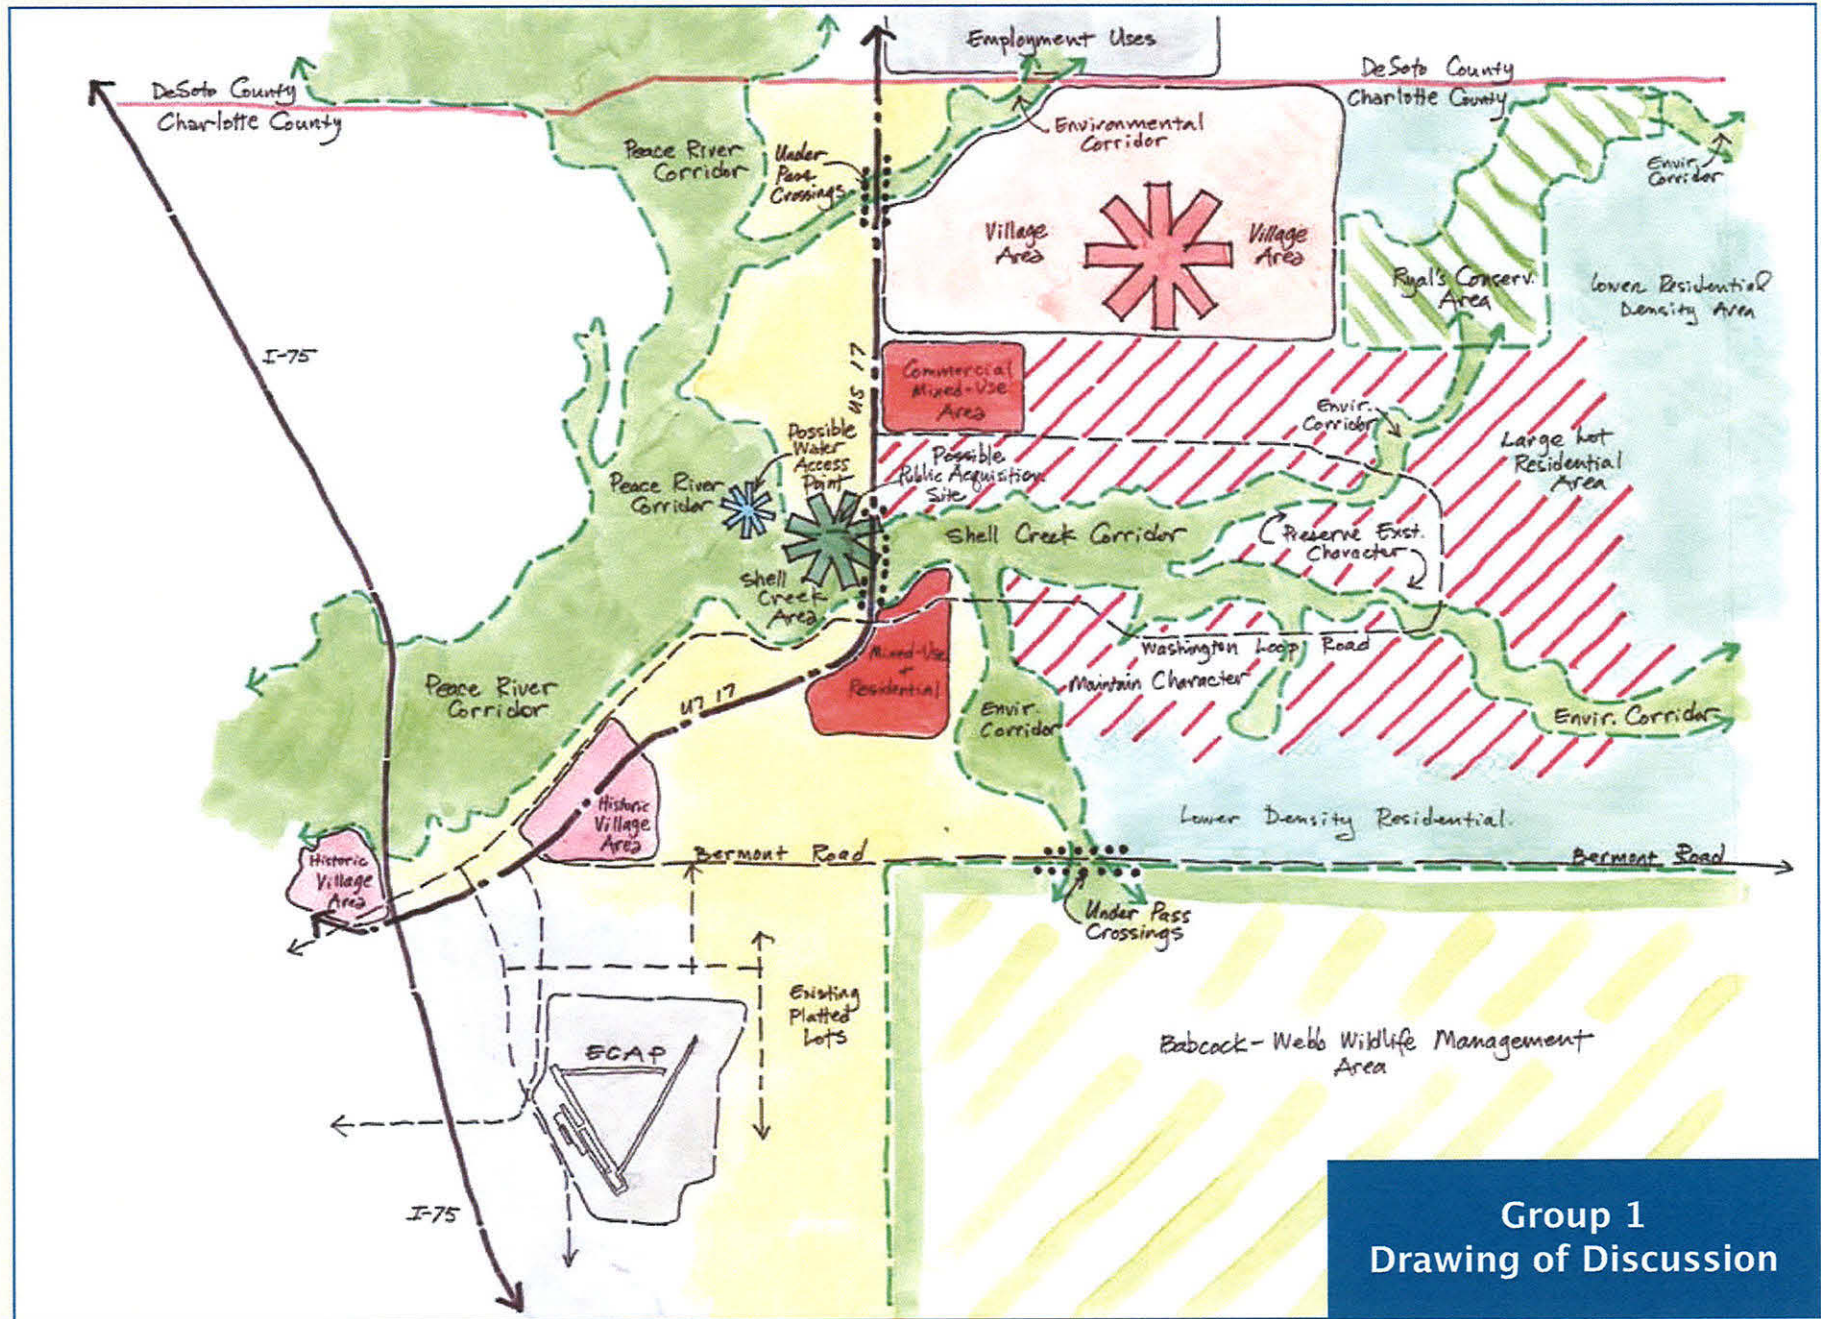 Employment Uses
DeSoto County
Charlotte County
DeSoto County
Charlotte County
Peace River
Corridor
Under
Pass
Crossings
Environmental
Corridor
Envir.
Corridor
Village
Area
Village
Area
Ryal's Conserv.
Area
Lower Residential
Density Area
I-75
US 17
Commercial
Mixed-Use
Area
Envir.
Corridor
Large Lot
Residential
Area
Possible
Water
Access
Point
Possible
Public Acquisition
Site
Peace River
Corridor
Shell Creek Corridor
Preserve Exst.
Character
Shell
Creek
Area
Washington Loop Road
Mixed-Use
+
Residential
Maintain Character
Peace River
Corridor
US 17
Envir.
Corridor
Envir. Corridor
Historic
Village
Area
Lower Density Residential.
Bermont Road
Bermont Road
Historic
Village
Area
Under Pass
Crossings
Existing
Platted
Lots
ECAP
Babcock-Webb Wildlife Management
Area
I-75
Group 1
Drawing of Discussion